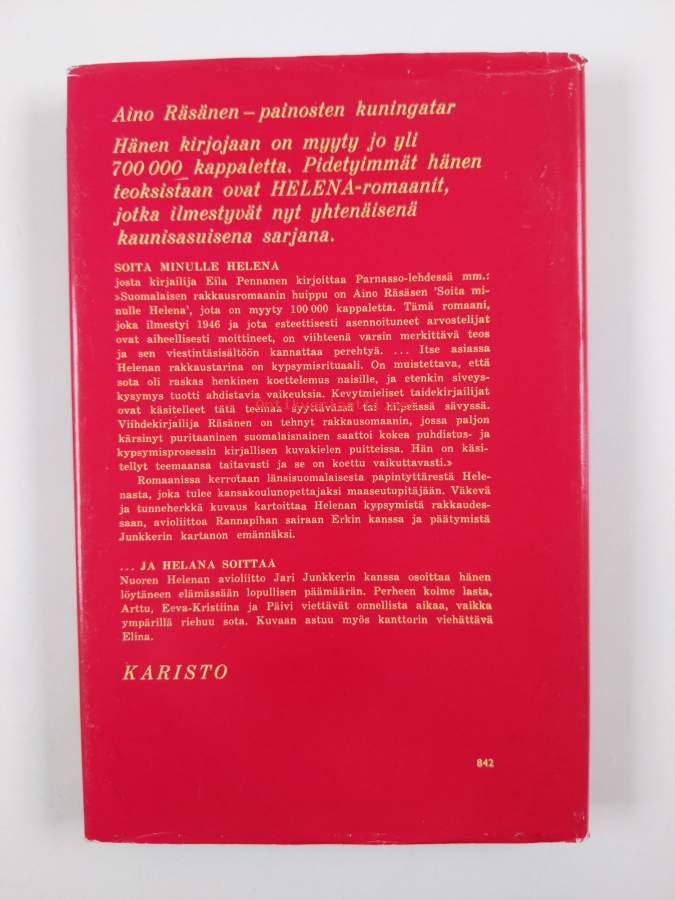 Aino Räsänen – painosten kuningatar
Hänen kirjojaan on myyty jo yli
700 000 kappaletta. Pidetyimmät hänen
teoksistaan ovat HELENA-romaanit,
jotka ilmestyvät nyt yhtenäisenä
kaunisasuisena sarjana.
SOITA MINULLE HELENA
josta kirjailija Eila Pennanen kirjoittaa Parnasso-lehdessä mm.:
»Suomalaisen rakkausromaanin huippu on Aino Räsäsen 'Soita mi-
nulle Helena', jota on myyty 100 000 kappaletta. Tämä romaani,
joka ilmestyi 1946 ja jota esteettisesti asennoituneet arvostelijat
ovat aiheellisesti moittineet, on viihteenä varsin merkittävä teos
ja sen viestintäsisältöön kannattaa perehtyä. ... Itse asiassa
Helenan rakkaustarina on kypsymisrituaali. On muistettava, että
sota oli raskas henkinen koettelemus naisille, ja etenkin siveys-
kysymys tuotti ahdistavia vaikeuksia. Kevytmieliset taidekirjailijat
ovat käsitelleet tätä teemaa syyttävässä tai imelässä sävyssä.
Viihdekirjailija Räsänen on tehnyt rakkausomaanin, jossa paljon
kärsinyt puritaaninen suomalaisnainen saattoi kokea puhdistus- ja
kypsymisprosessin kirjallisen kuvakielen puitteissa. Hän on käsi-
tellyt teemaansa taitavasti ja se on koettu vaikuttavasti.»
Romaanissa kerrotaan länsisuomalaisesta papintyttärestä Hele-
nasta, joka tulee kansakoulunopettajaksi maaseutupitäjään. Väkevä
ja tunneherkkä kuvaus kartoittaa Helenan kypsymistä rakkaudes-
saan, avioliittoa Rannapihan sairaan Erkin kanssa ja päätymistä
Junkkerin kartanon emännäksi.
... JA HELANA SOITTAA
Nuoren Helenan avioliitto Jari Junkkerin kanssa osoittaa hänen
löytäneen elämässään lopullisen päämäärän. Perheen kolme lasta,
Arttu, Eeva-Kristiina ja Päivi viettävät onnellista aikaa, vaikka
ympärillä riehuu sota. Kuvaan astuu myös kanttorin viehättävä
Elina.
KARISTO
842